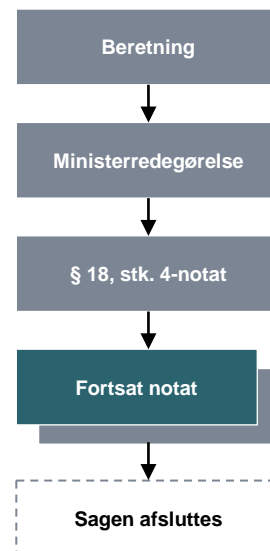 Beretning
Ministerredegørelse
§ 18, stk. 4-notat
Fortsat notat
Sagen afsluttes